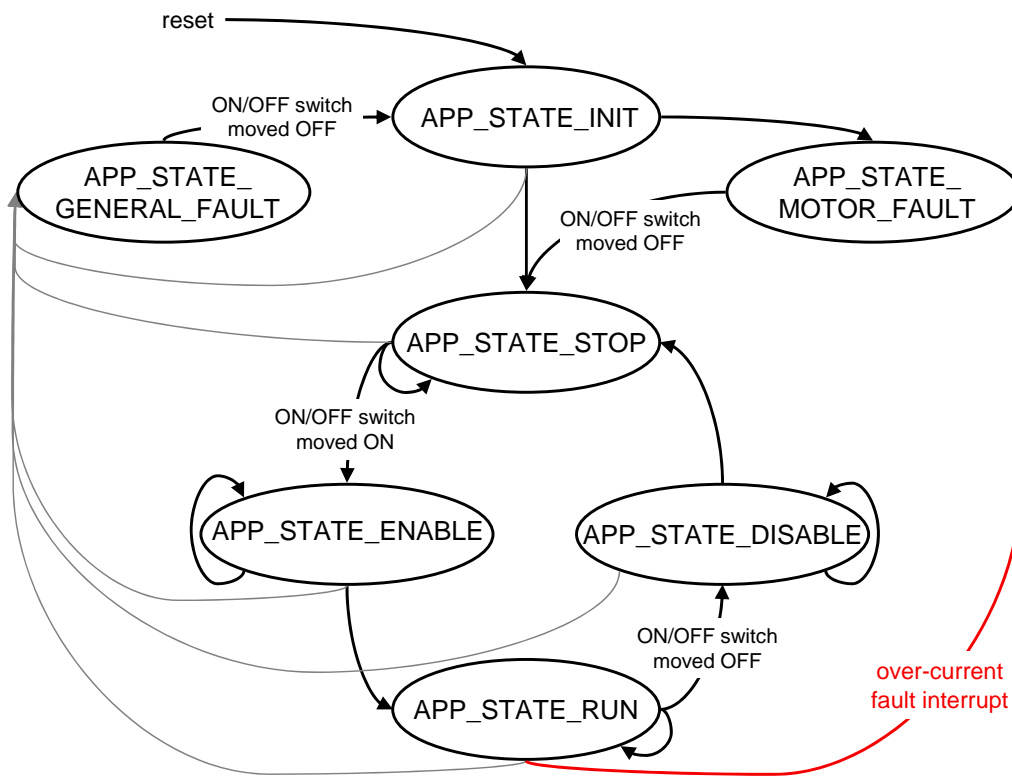 reset
APP_STATE_INIT
ON/OFF switch
moved OFF
APP_STATE_
GENERAL_FAULT
APP_STATE_
MOTOR_FAULT
ON/OFF switch
moved OFF
APP_STATE_STOP
ON/OFF switch
moved ON
APP_STATE_ENABLE
APP_STATE_DISABLE
ON/OFF switch
moved OFF
over-current
fault interrupt
APP_STATE_RUN